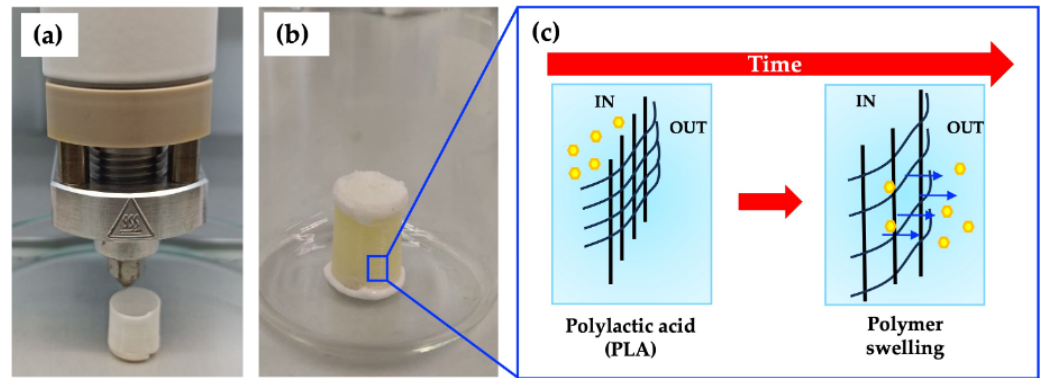 (a)
(b)
(c)
Time
IN
OUT
IN
OUT
Polylactic acid
(PLA)
Polymer
swelling